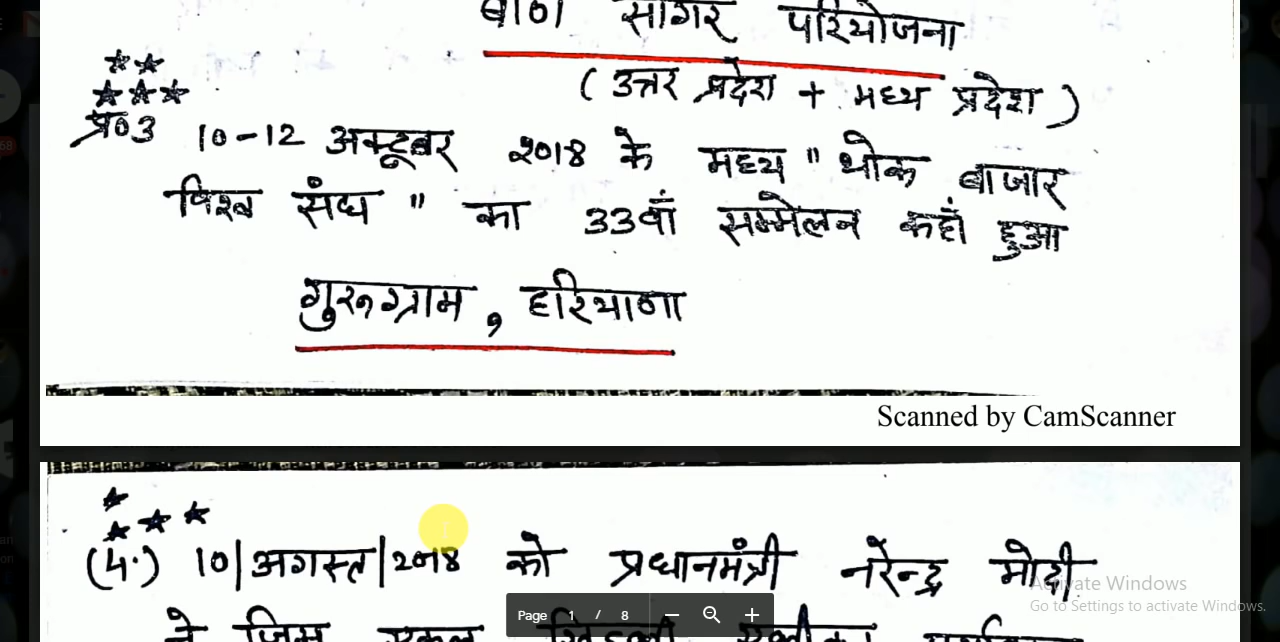 बाण सागर परियोजना
(उत्तर प्रदेश + मध्य प्रदेश)
प्र०3 10-12 अक्टूबर 2018 के मध्य "थोक बाजार
विश्व संघ" का 33वाँ सम्मेलन कहाँ हुआ
गुरुग्राम, हरियाणा
Scanned by CamScanner
(4.) 10|अगस्त|2018 को प्रधानमंत्री नरेन्द्र मोदी
Activate Windows
Go to Settings to activate Windows.
ने जिस एकल खिड़की
Page 1 / 8 − +